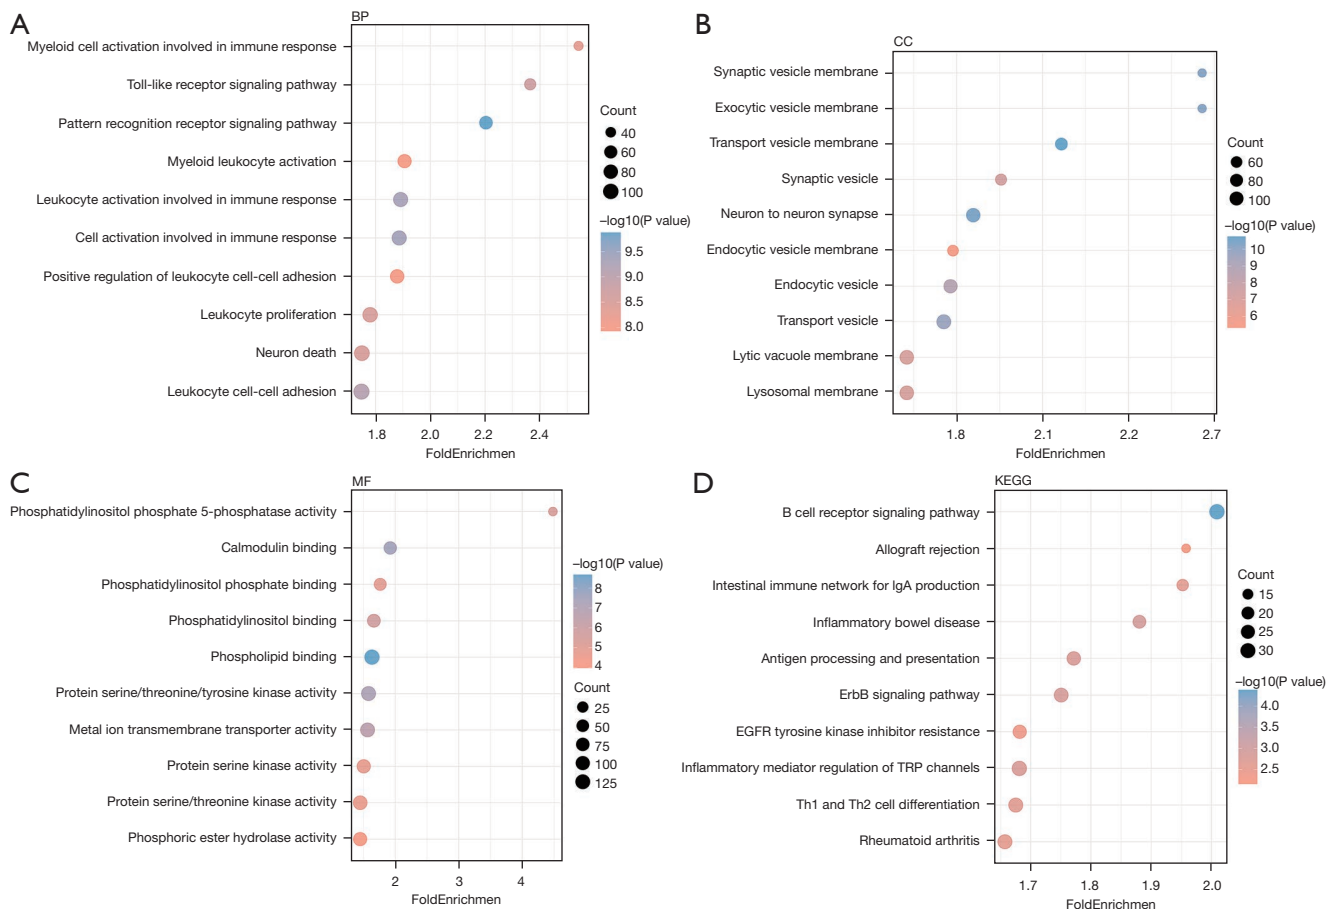 A
BP
Myeloid cell activation involved in immune response
Toll-like receptor signaling pathway
Pattern recognition receptor signaling pathway
Myeloid leukocyte activation
Leukocyte activation involved in immune response
Cell activation involved in immune response
Positive regulation of leukocyte cell-cell adhesion
Leukocyte proliferation
Neuron death
Leukocyte cell-cell adhesion
1.8 2.0 2.2 2.4
FoldEnrichmen
Count
40
60
80
100
−log10(P value)
9.5
9.0
8.5
8.0
B
CC
Synaptic vesicle membrane
Exocytic vesicle membrane
Transport vesicle membrane
Synaptic vesicle
Neuron to neuron synapse
Endocytic vesicle membrane
Endocytic vesicle
Transport vesicle
Lytic vacuole membrane
Lysosomal membrane
1.8 2.1 2.2 2.7
FoldEnrichmen
Count
60
80
100
−log10(P value)
10
9
8
7
6
C
MF
Phosphatidylinositol phosphate 5-phosphatase activity
Calmodulin binding
Phosphatidylinositol phosphate binding
Phosphatidylinositol binding
Phospholipid binding
Protein serine/threonine/tyrosine kinase activity
Metal ion transmembrane transporter activity
Protein serine kinase activity
Protein serine/threonine kinase activity
Phosphoric ester hydrolase activity
2 3 4
FoldEnrichmen
−log10(P value)
8
7
6
5
4
Count
25
50
75
100
125
D
KEGG
B cell receptor signaling pathway
Allograft rejection
Intestinal immune network for IgA production
Inflammatory bowel disease
Antigen processing and presentation
ErbB signaling pathway
EGFR tyrosine kinase inhibitor resistance
Inflammatory mediator regulation of TRP channels
Th1 and Th2 cell differentiation
Rheumatoid arthritis
1.7 1.8 1.9 2.0
FoldEnrichmen
Count
15
20
25
30
−log10(P value)
4.0
3.5
3.0
2.5